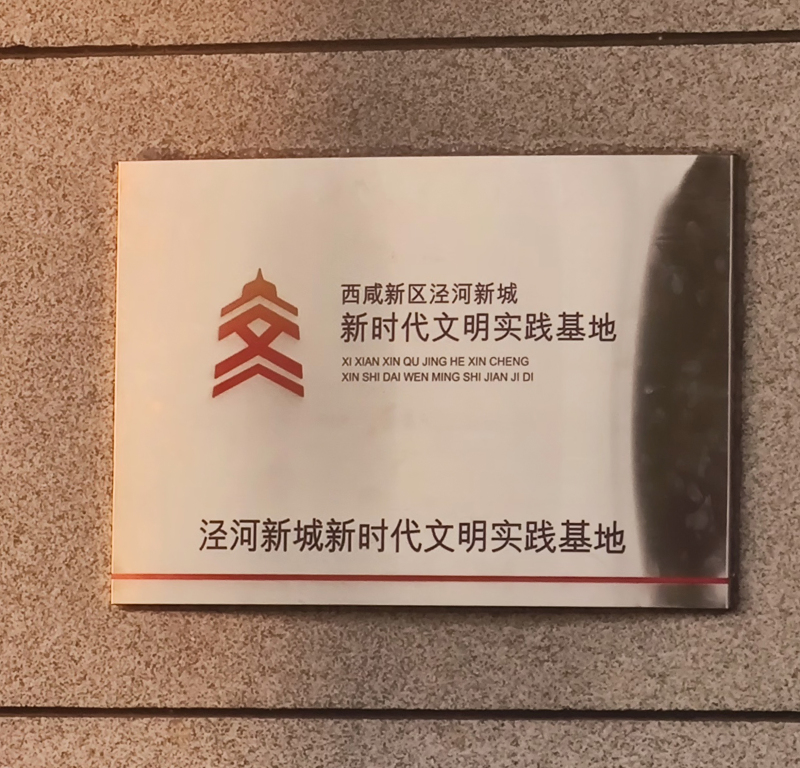 西咸新区泾河新城
新时代文明实践基地
XI XIAN XIN QU JING HE XIN CHENG
XIN SHI DAI WEN MING SHI JIAN JI DI
泾河新城新时代文明实践基地